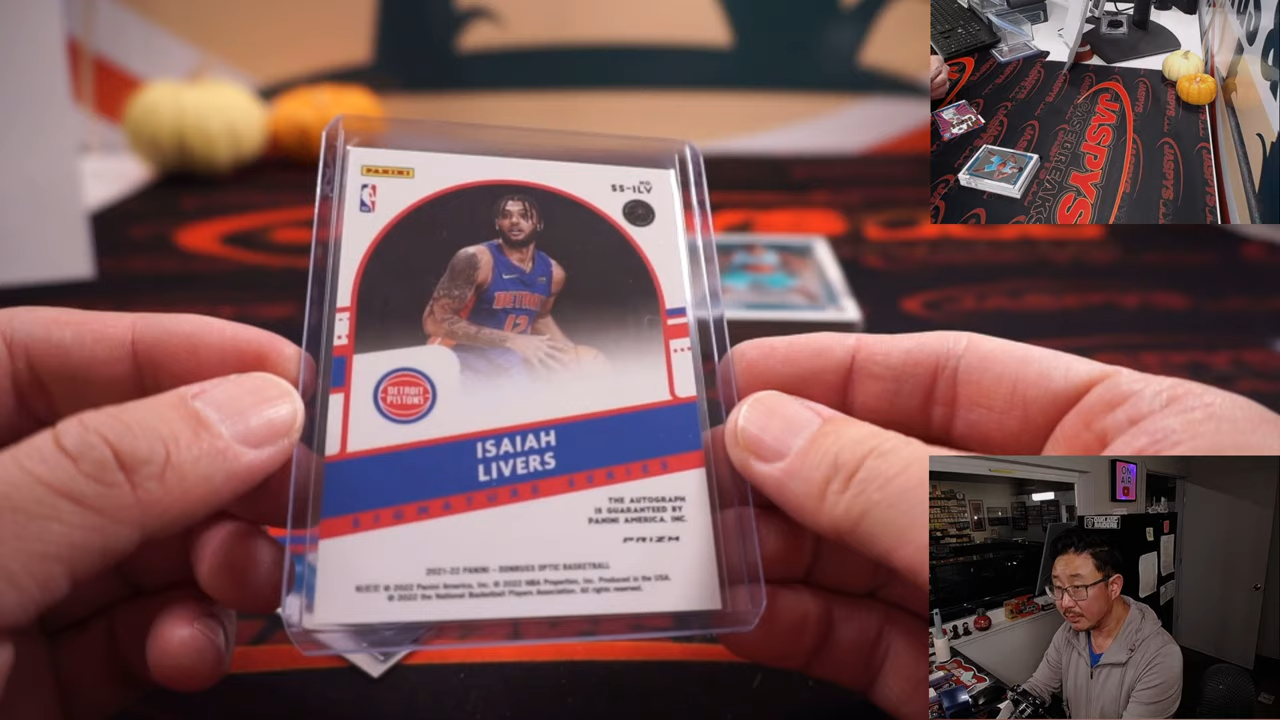 PANINI
NO.
SS-ILV
DETROIT
12
DETROIT
PISTONS
ISAIAH
LIVERS
SIGNATURE SERIES
THE AUTOGRAPH
IS GUARANTEED BY
PANINI AMERICA, INC.
PRIZM
2021-22 PANINI – DONRUSS OPTIC BASKETBALL
© 2022 Panini America, Inc. © 2022 NBA Properties, Inc. Produced in the USA.
© 2022 the National Basketball Players Association. All rights reserved.
JASPYS
CASEBREAKS
ON
AIR